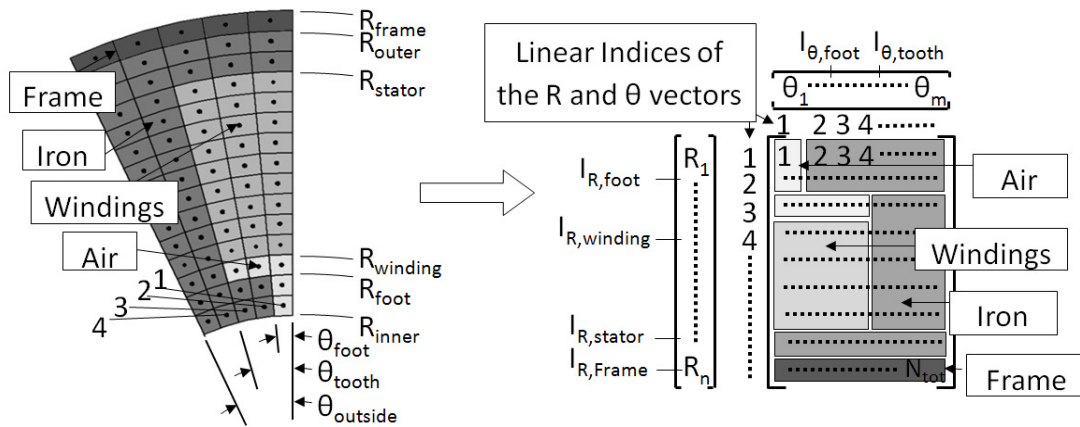 R_frame
R_outer
R_stator
Frame
Iron
Windings
Air
1
2
3
4
R_winding
R_foot
R_inner
θ_foot
θ_tooth
θ_outside
Linear Indices of
the R and θ vectors
I_θ,foot I_θ,tooth
θ_1 θ_m
1 2 3 4
1 2 3 4
I_R,foot
I_R,winding
I_R,stator
I_R,Frame
R_1
R_n
1
2
3
4
N_tot
Air
Windings
Iron
Frame